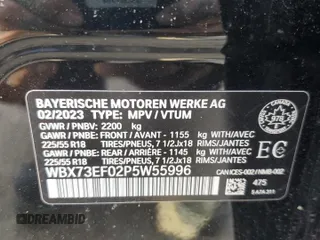 BAYERISCHE MOTOREN WERKE AG
02/2023 TYPE: MPV / VTUM
GVWR / PNBV: 2200 kg
GAWR / PNBE: FRONT / AVANT - 1155 kg WITH/AVEC
225/55 R18 TIRES/PNEUS, 7 1/2Jx18 RIMS/JANTES
GAWR / PNBE: REAR / ARRIÈRE - 1145 kg WITH/AVEC
225/55 R18 TIRES/PNEUS, 7 1/2Jx18 RIMS/JANTES
WBX73EF02P5W55996
CANADA
978
EC
CAN ICES-002 / NMB-002
475
DREAMBID